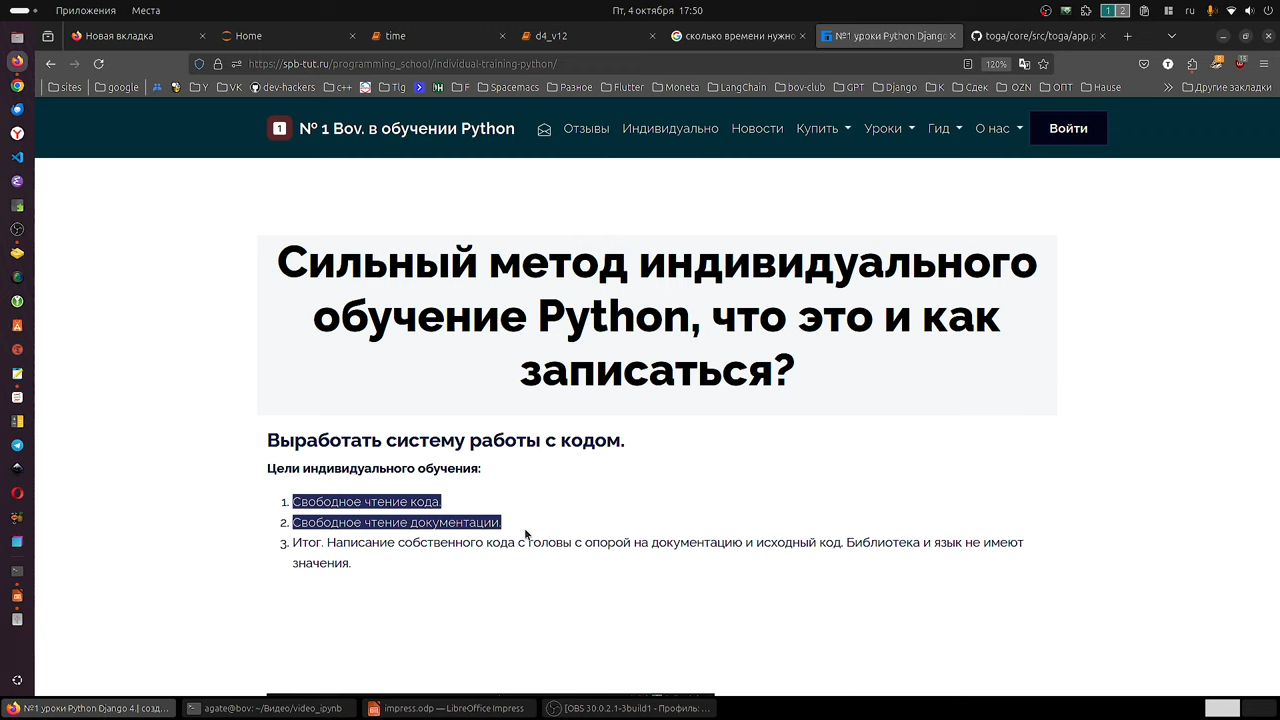 Приложения Места Пт, 4 октября 17:50 1 2 ru
Новая вкладка Home time d4_v12 сколько времени нужно №1 уроки Python Django toga/core/src/toga/app.p
https://spb-tut.ru/programming_school/individual-training-python/ 120%
sites google Y VK dev-hackers C++ Tlg H F Spacemacs Разное Flutter Moneta LangChain bov-club GPT Django K Сдек OZN ОПТ Hause Другие закладки
1 № 1 Bov. в обучении Python Отзывы Индивидуально Новости Купить Уроки Гид О нас Войти
Сильный метод индивидуального
обучение Python, что это и как
записаться?
Выработать систему работы с кодом.
Цели индивидуального обучения:
1. Свободное чтение кода.
2. Свободное чтение документации.
3. Итог. Написание собственного кода с головы с опорой на документацию и исходный код. Библиотека и язык не имеют
значения.
№1 уроки Python Django 4.| созд… agate@bov: ~/Видео/video_ipynb impress.odp — LibreOffice Impress [OBS 30.0.2.1-3build1 - Профиль: …